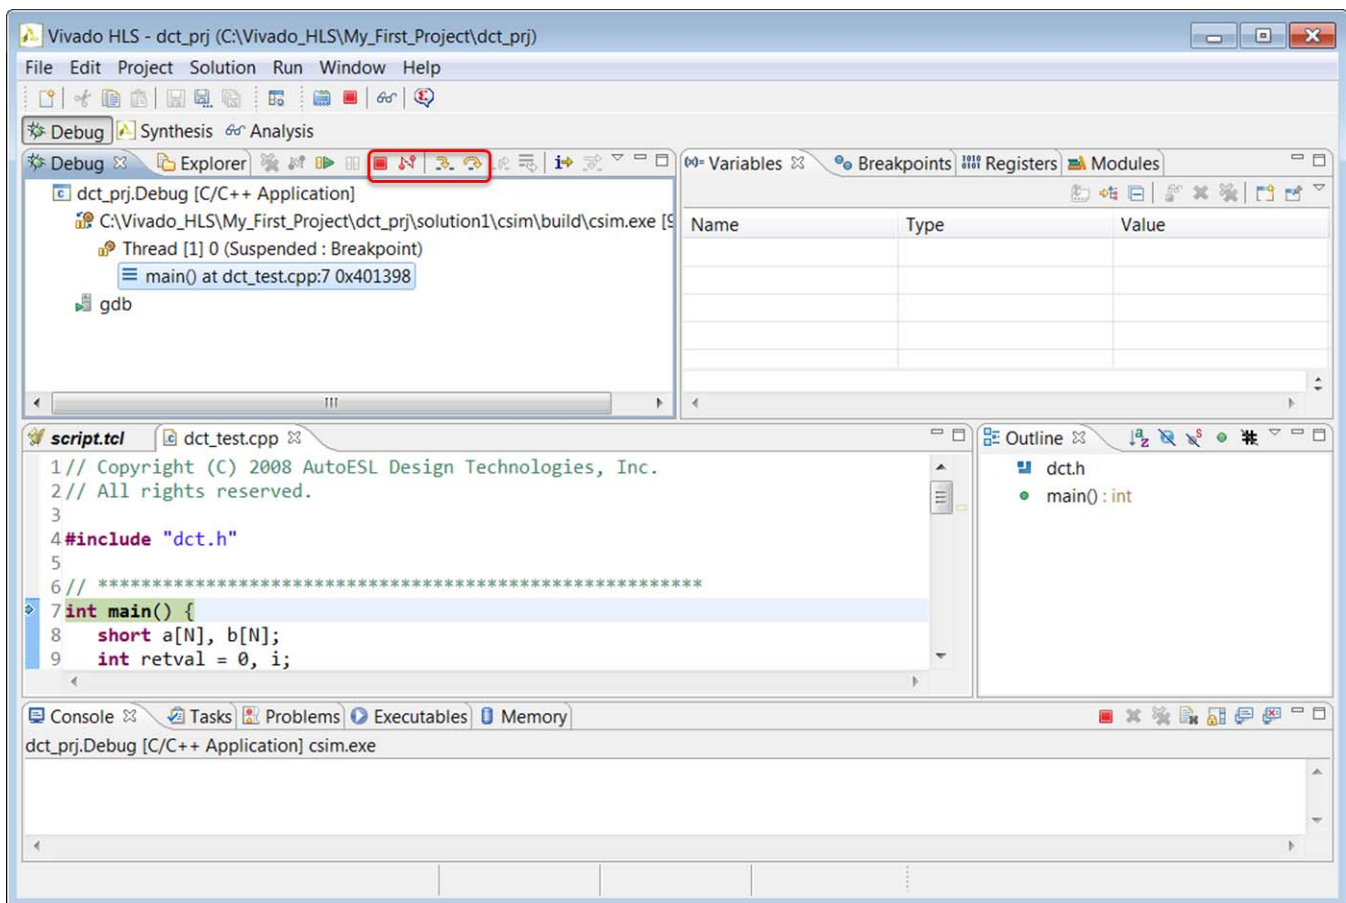 Vivado HLS - dct_prj (C:\Vivado_HLS\My_First_Project\dct_prj)
File Edit Project Solution Run Window Help
Debug Synthesis Analysis
Debug Explorer
dct_prj.Debug [C/C++ Application]
C:\Vivado_HLS\My_First_Project\dct_prj\solution1\csim\build\csim.exe [9
Thread [1] 0 (Suspended : Breakpoint)
main() at dct_test.cpp:7 0x401398
gdb
(x)= Variables Breakpoints Registers Modules
Name Type Value
script.tcl dct_test.cpp
1 // Copyright (C) 2008 AutoESL Design Technologies, Inc.
2 // All rights reserved.
3
4 #include "dct.h"
5
6 // ********************************************************
7 int main() {
8 short a[N], b[N];
9 int retval = 0, i;
Outline
dct.h
main() : int
Console Tasks Problems Executables Memory
dct_prj.Debug [C/C++ Application] csim.exe